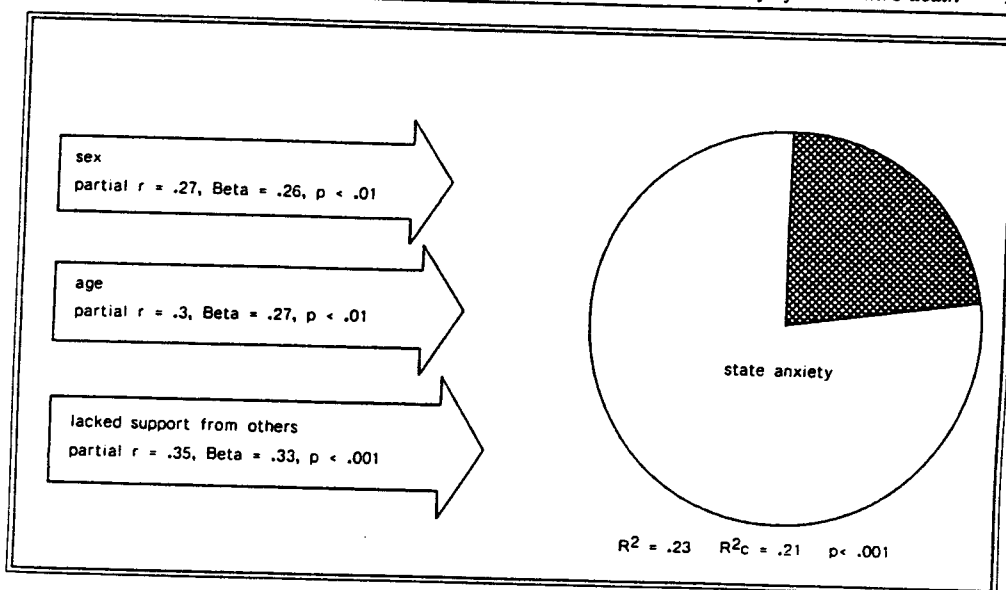 sex
partial r = .27, Beta = .26, p < .01
age
partial r = .3, Beta = .27, p < .01
lacked support from others
partial r = .35, Beta = .33, p < .001
state anxiety
R² = .23 R²c = .21 p< .001